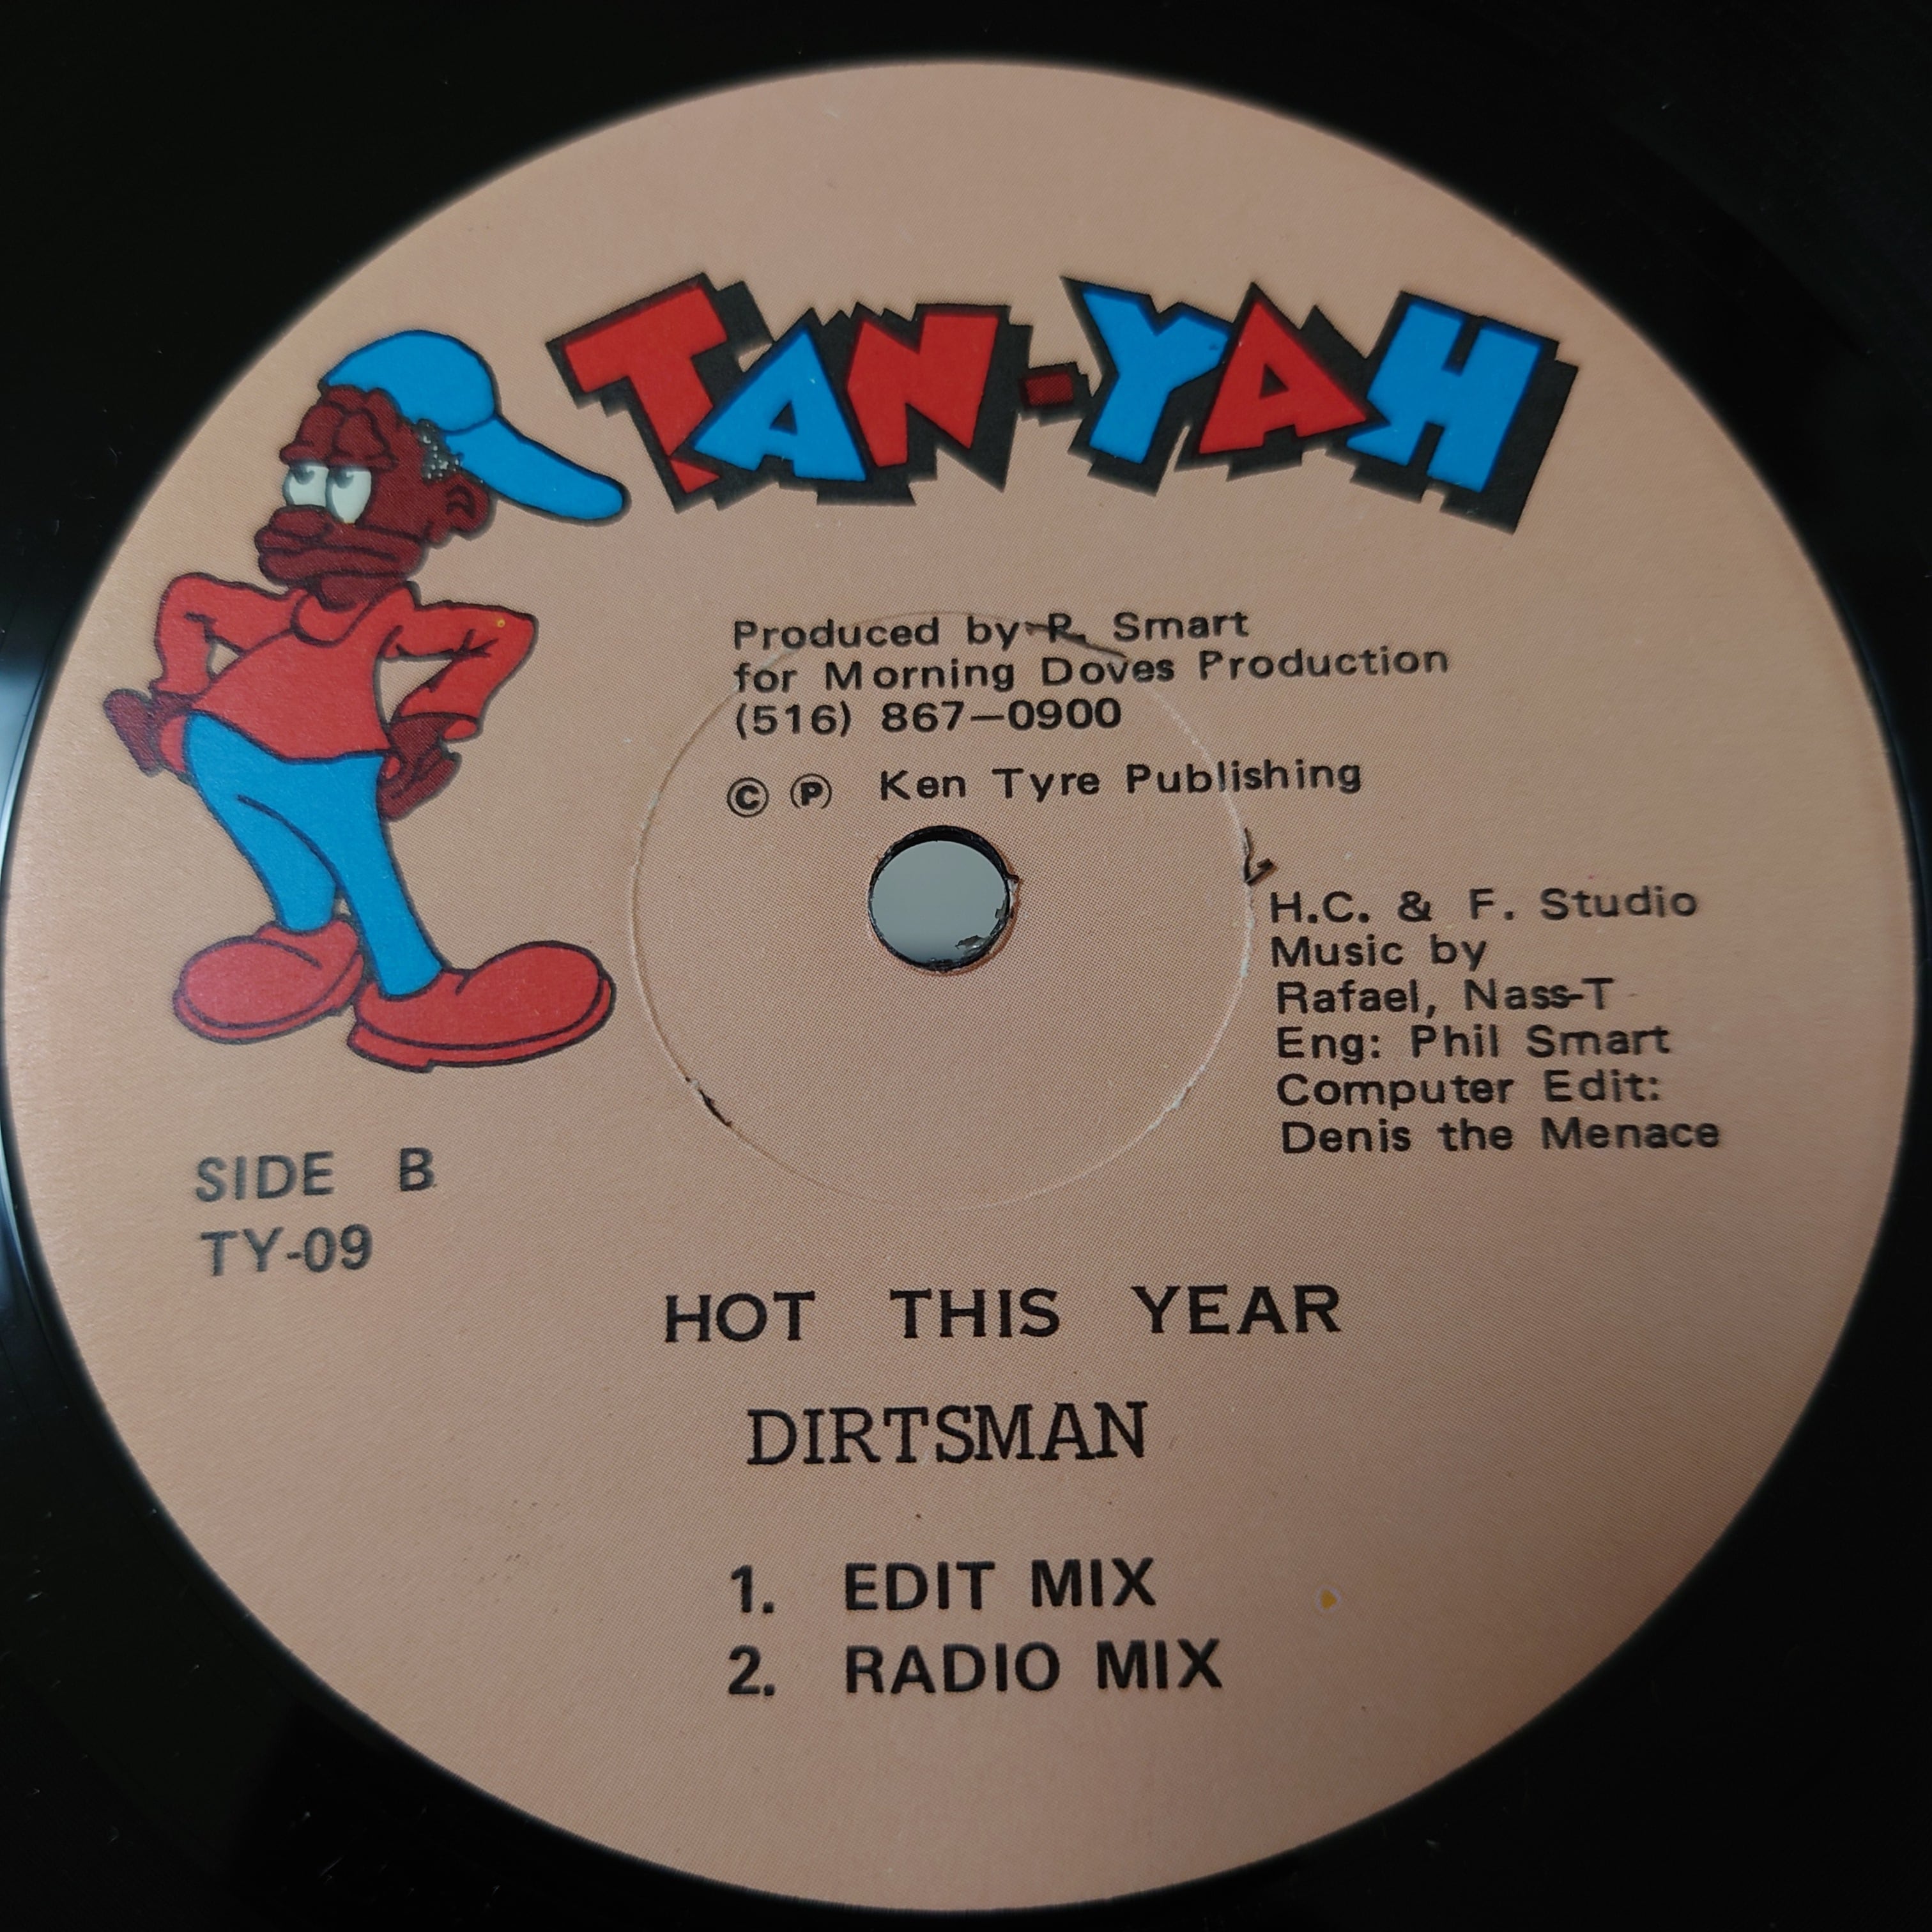 TAN-YAH
Produced by R. Smart
for Morning Doves Production
(516) 867—0900
© ℗ Ken Tyre Publishing
H.C. & F. Studio
Music by
Rafael, Nass-T
Eng: Phil Smart
Computer Edit:
Denis the Menace
SIDE B
TY-09
HOT THIS YEAR
DIRTSMAN
1. EDIT MIX
2. RADIO MIX